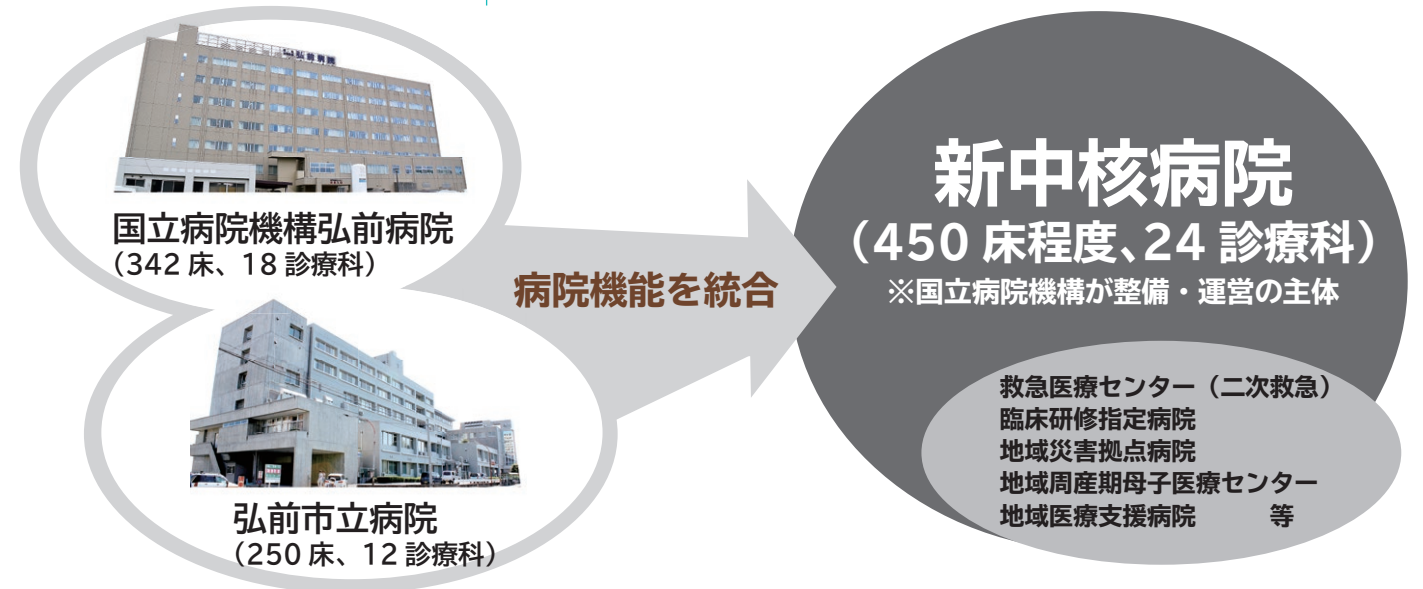 弘前病院
国立病院機構弘前病院
（342 床、18 診療科）
弘前市立病院
（250 床、12 診療科）
病院機能を統合
新中核病院
（450 床程度、24 診療科）
※国立病院機構が整備・運営の主体
救急医療センター（二次救急）
臨床研修指定病院
地域災害拠点病院
地域周産期母子医療センター
地域医療支援病院　　　等